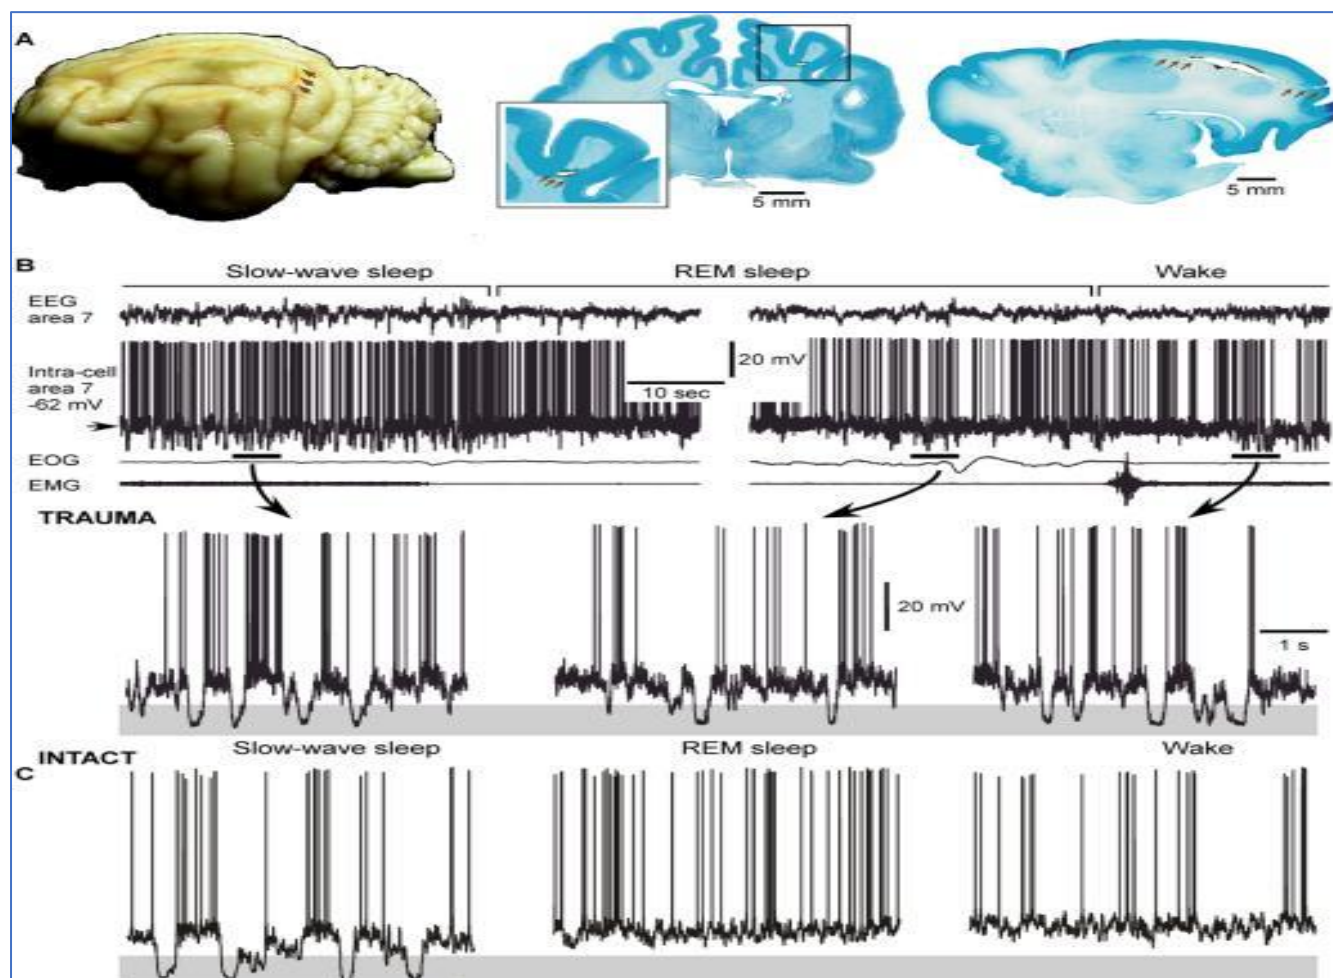 A
5 mm
5 mm
B
Slow-wave sleep
REM sleep
Wake
EEG
area 7
Intra-cell
area 7
-62 mV
20 mV
10 sec
EOG
EMG
TRAUMA
20 mV
1 s
INTACT
Slow-wave sleep
REM sleep
Wake
C